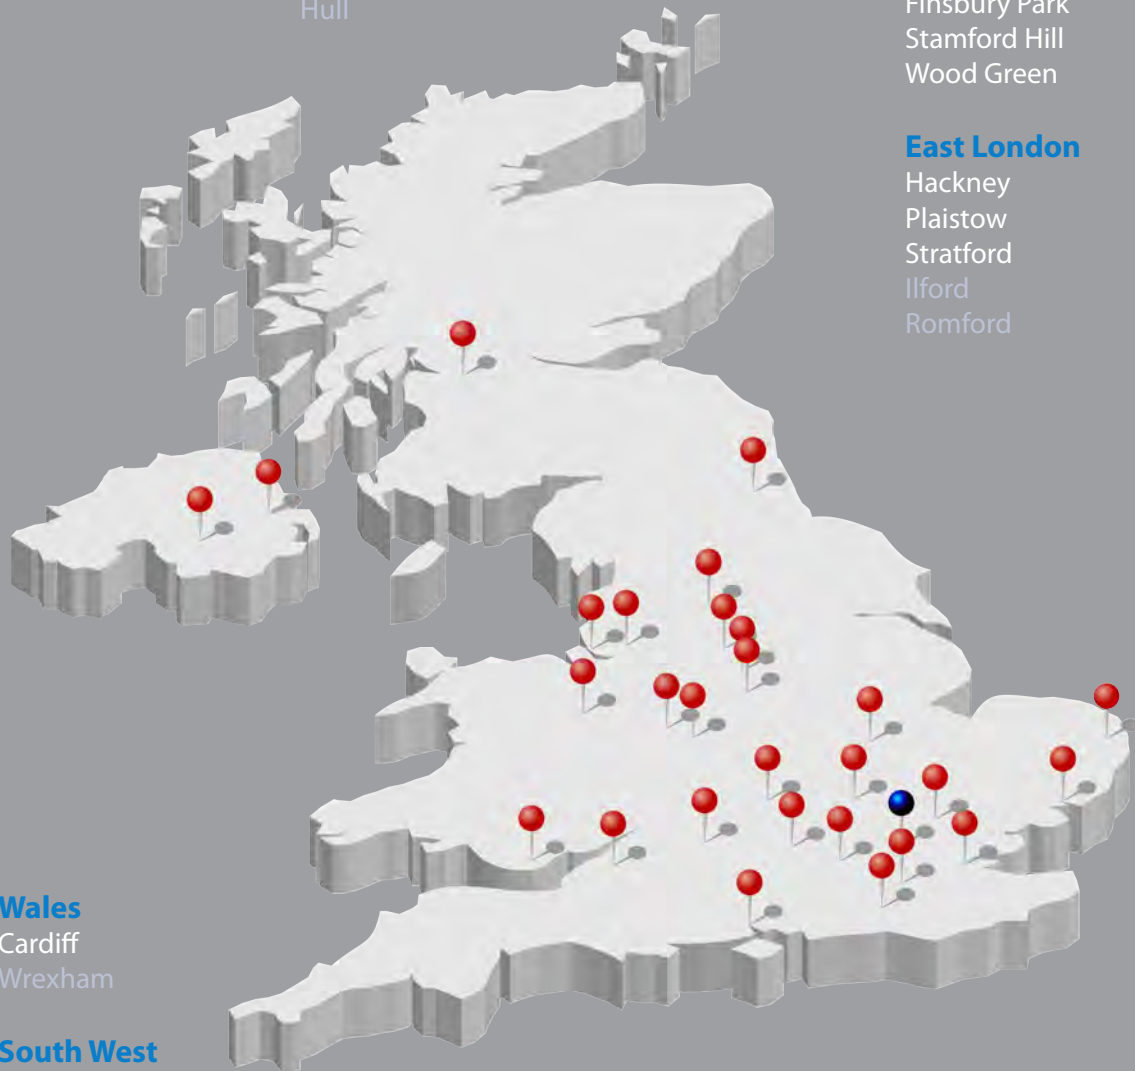 Hull
Finsbury Park
Stamford Hill
Wood Green
East London
Hackney
Plaistow
Stratford
Ilford
Romford
Wales
Cardiff
Wrexham
South West